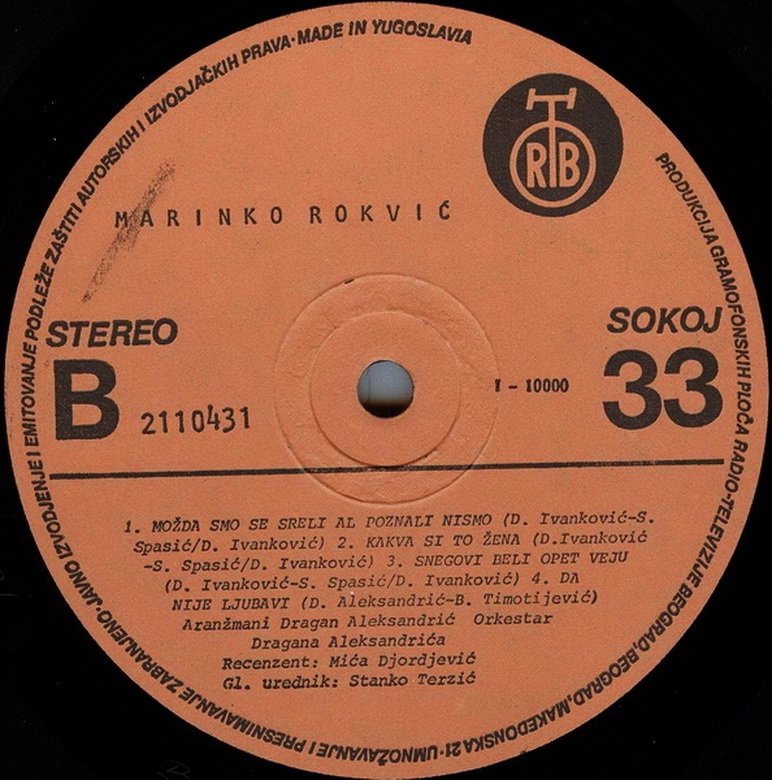 PRODUKCIJA GRAMOFONSKIH PLOČA RADIO-TELEVIZIJE BEOGRAD, BEOGRAD, MAKEDONSKA 21 · UMNOŽAVANJE I PRESNIMAVANJE ZABRANJENO · JAVNO IZVODJENJE I EMITOVANJE PODLEŽE ZAŠTITI AUTORSKIH I IZVODJAČKIH PRAVA · MADE IN YUGOSLAVIA
RTB
MARINKO ROKVIĆ
STEREO
SOKOJ
B
2110431
I - 10000
33
1. MOŽDA SMO SE SRELI AL POZNALI NISMO (D. Ivanković-S.
Spasić/D. Ivanković) 2. KAKVA SI TO ŽENA (D.Ivanković
-S. Spasić/D. Ivanković) 3. SNEGOVI BELI OPET VEJU
(D. Ivanković-S. Spasić/D. Ivanković) 4. DA
NIJE LJUBAVI (D. Aleksandrić-B. Timotijević)
Aranžmani Dragan Aleksandrić Orkestar
Dragana Aleksandrića
Recenzent: Mića Djordjević
Gl. urednik: Stanko Terzić